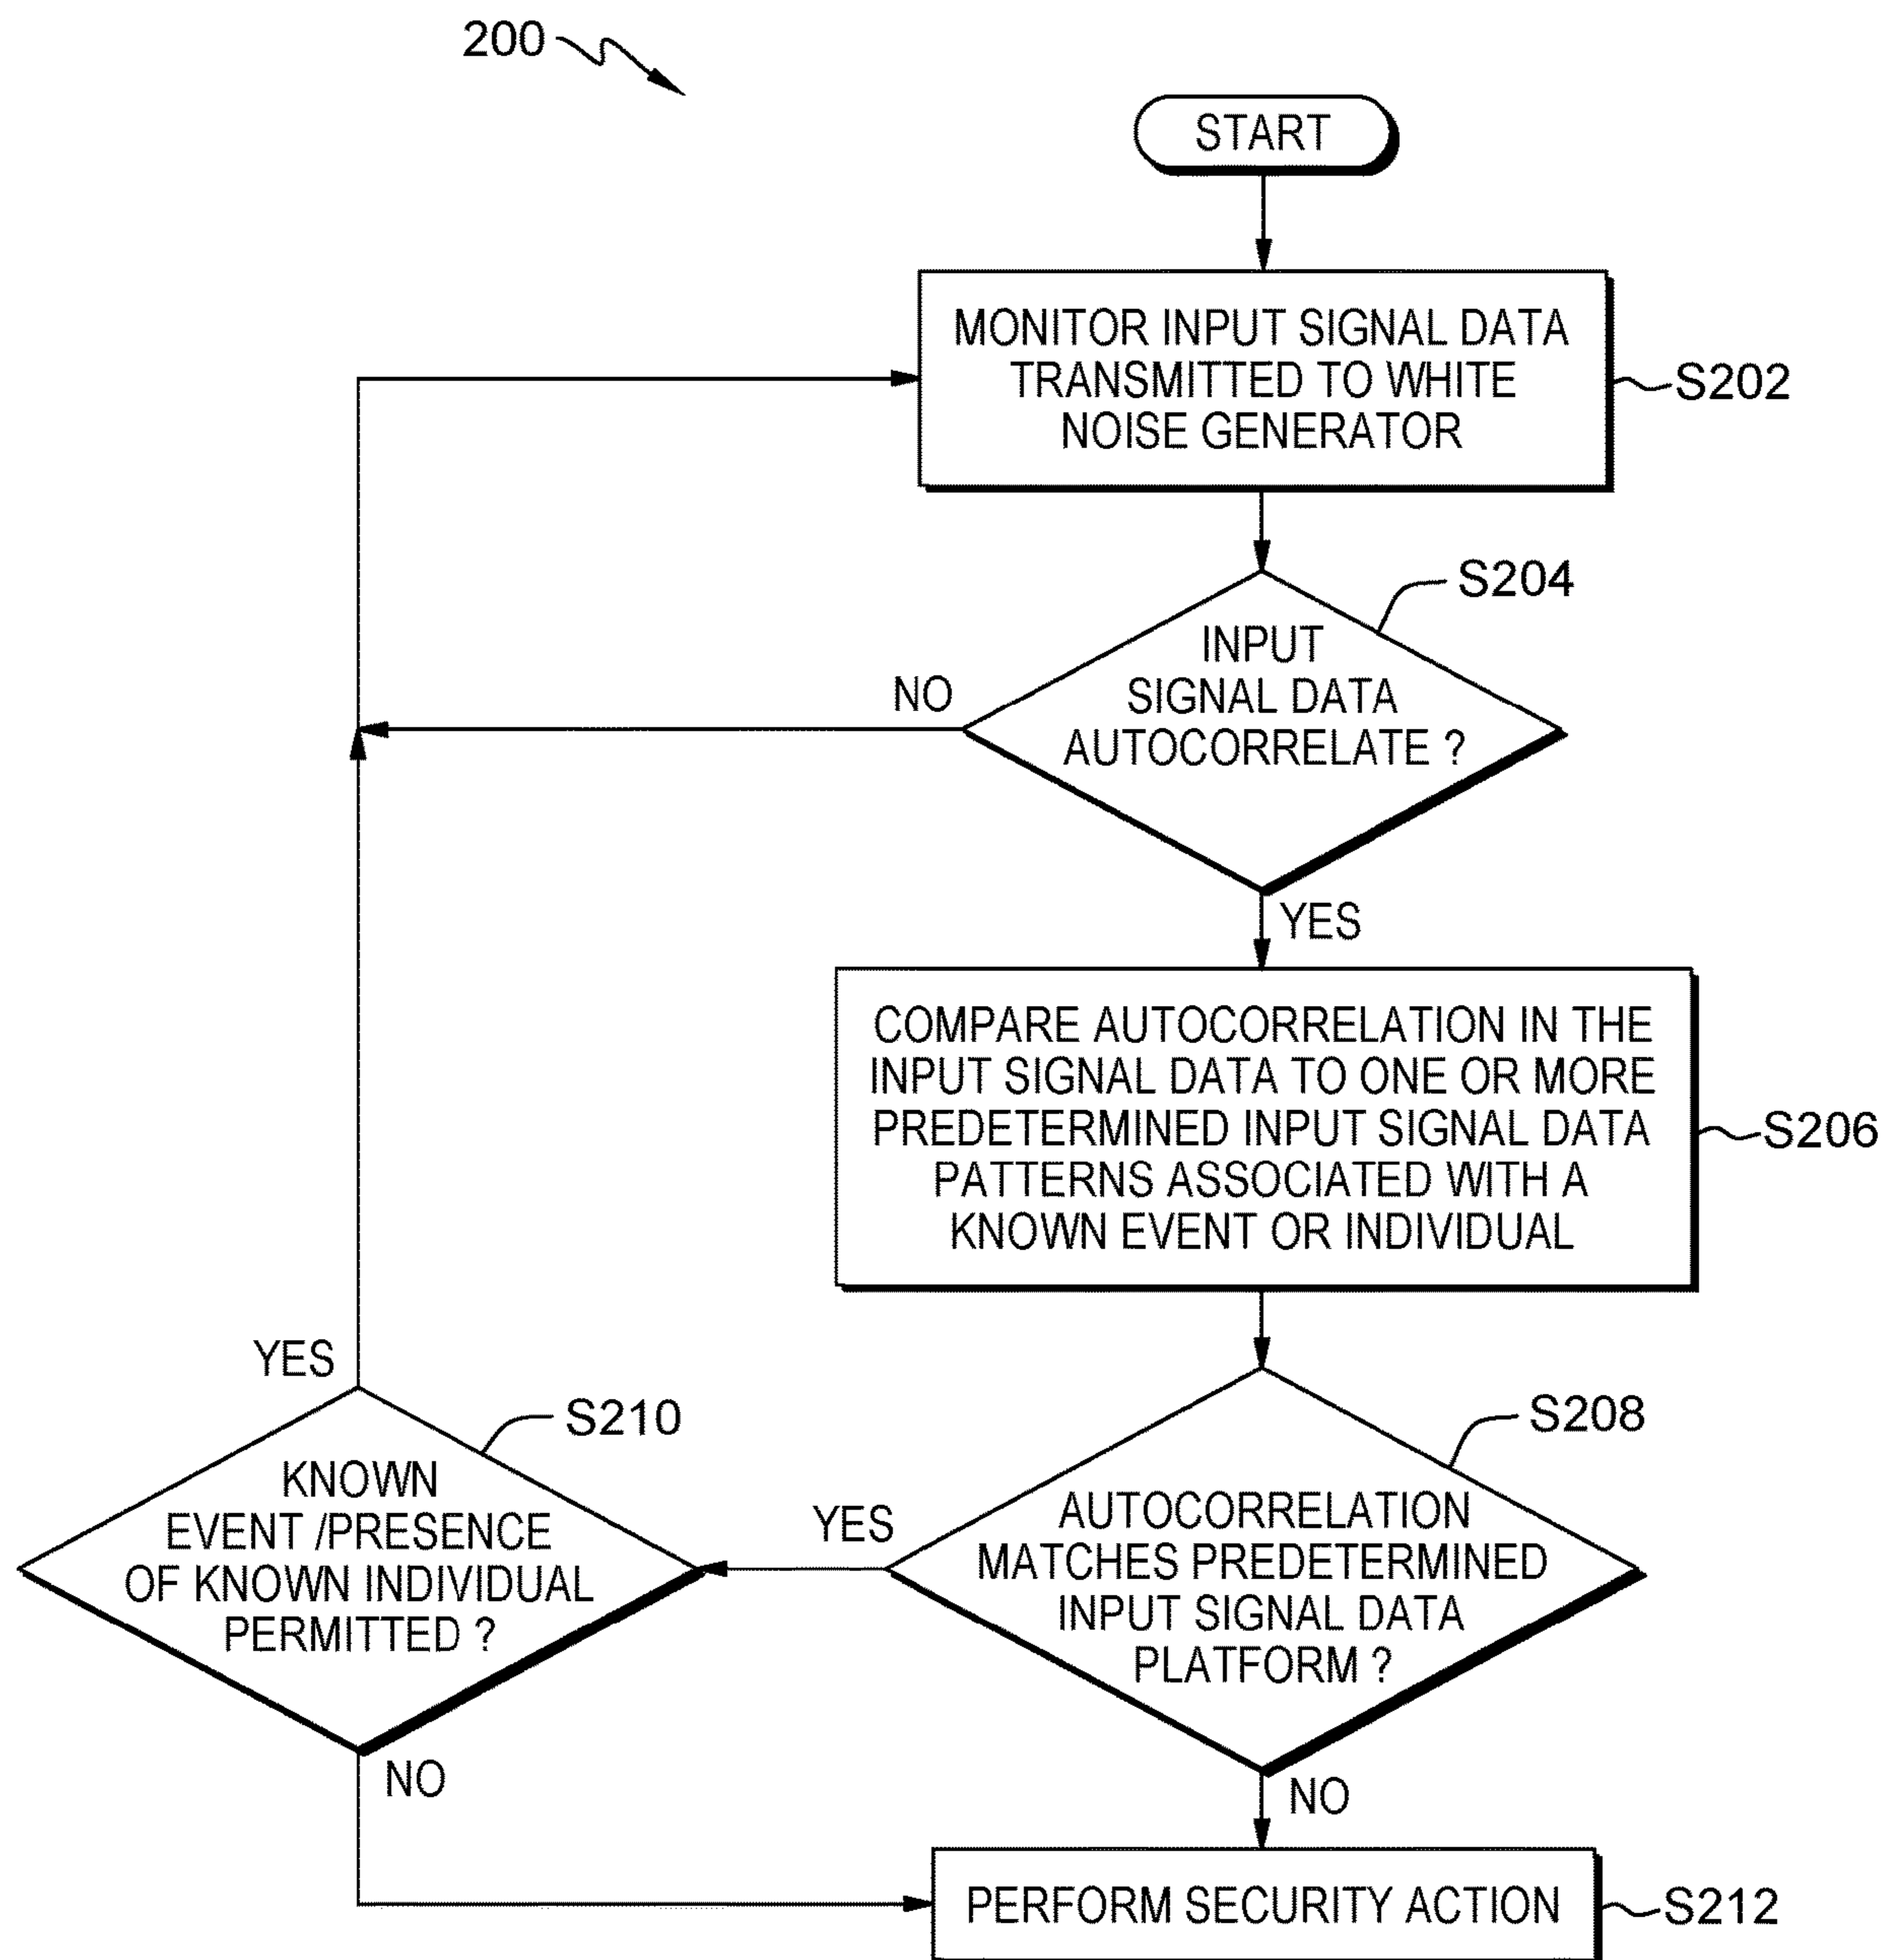 200
START
MONITOR INPUT SIGNAL DATA
TRANSMITTED TO WHITE
NOISE GENERATOR
S202
S204
INPUT
SIGNAL DATA
AUTOCORRELATE ?
NO
YES
COMPARE AUTOCORRELATION IN THE
INPUT SIGNAL DATA TO ONE OR MORE
PREDETERMINED INPUT SIGNAL DATA
PATTERNS ASSOCIATED WITH A
KNOWN EVENT OR INDIVIDUAL
S206
YES
S210
KNOWN
EVENT /PRESENCE
OF KNOWN INDIVIDUAL
PERMITTED ?
NO
YES
S208
AUTOCORRELATION
MATCHES PREDETERMINED
INPUT SIGNAL DATA
PLATFORM ?
NO
PERFORM SECURITY ACTION
S212